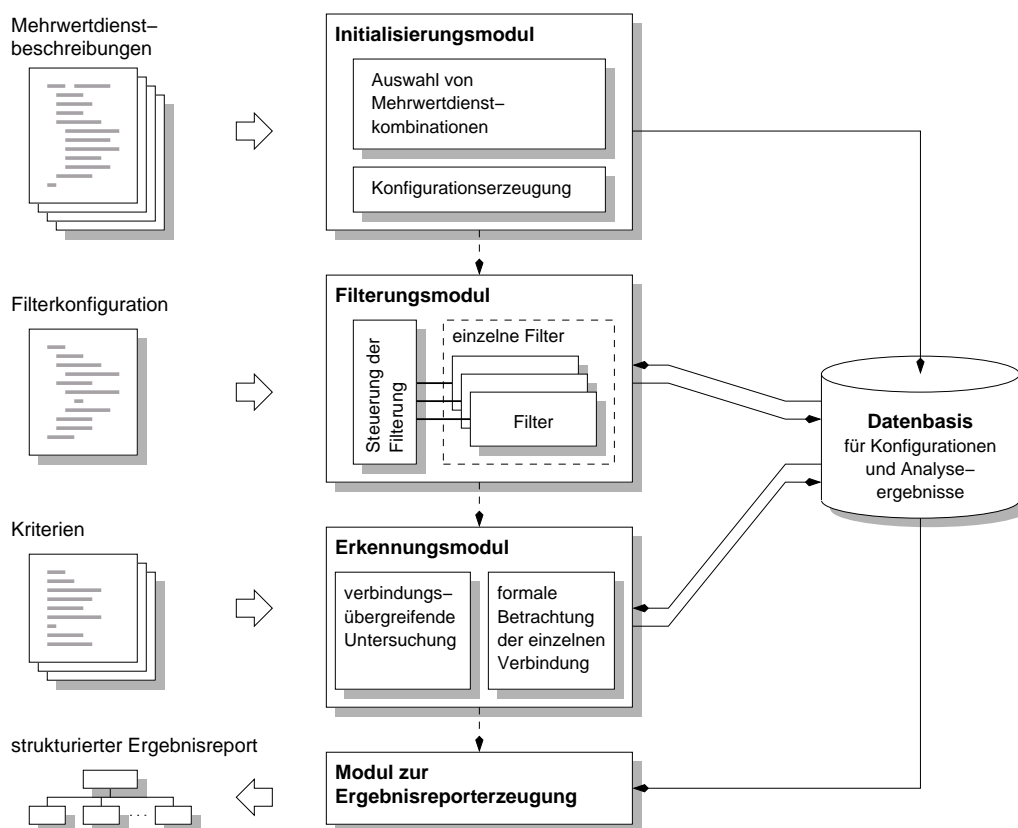 Mehrwertdienst–
beschreibungen
Initialisierungsmodul
Auswahl von
Mehrwertdienst–
kombinationen
Konfigurationserzeugung
Filterkonfiguration
Filterungsmodul
Steuerung der
Filterung
einzelne Filter
Filter
Datenbasis
für Konfigurationen
und Analyse–
ergebnisse
Kriterien
Erkennungsmodul
verbindungs–
übergreifende
Untersuchung
formale
Betrachtung
der einzelnen
Verbindung
strukturierter Ergebnisreport
. . .
Modul zur
Ergebnisreporterzeugung